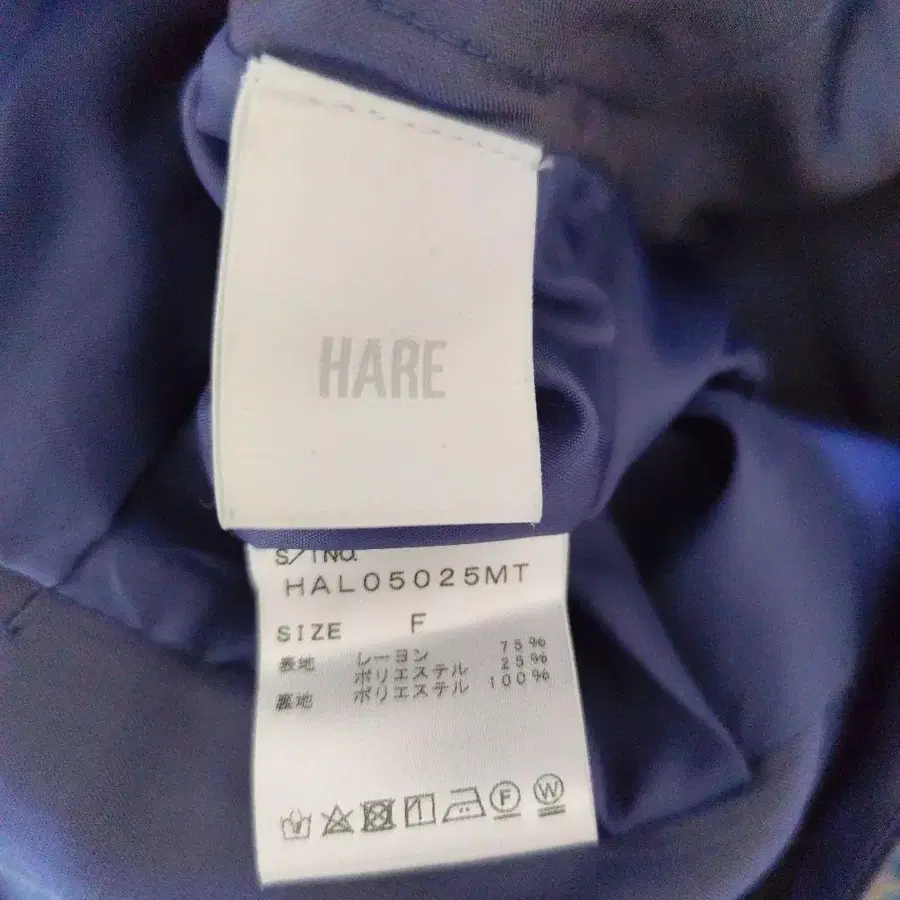 HARE
S/TNO.
HAL05025MT
SIZE F
表地 レーヨン 75%
ポリエステル 25%
裏地 ポリエステル 100%
F W